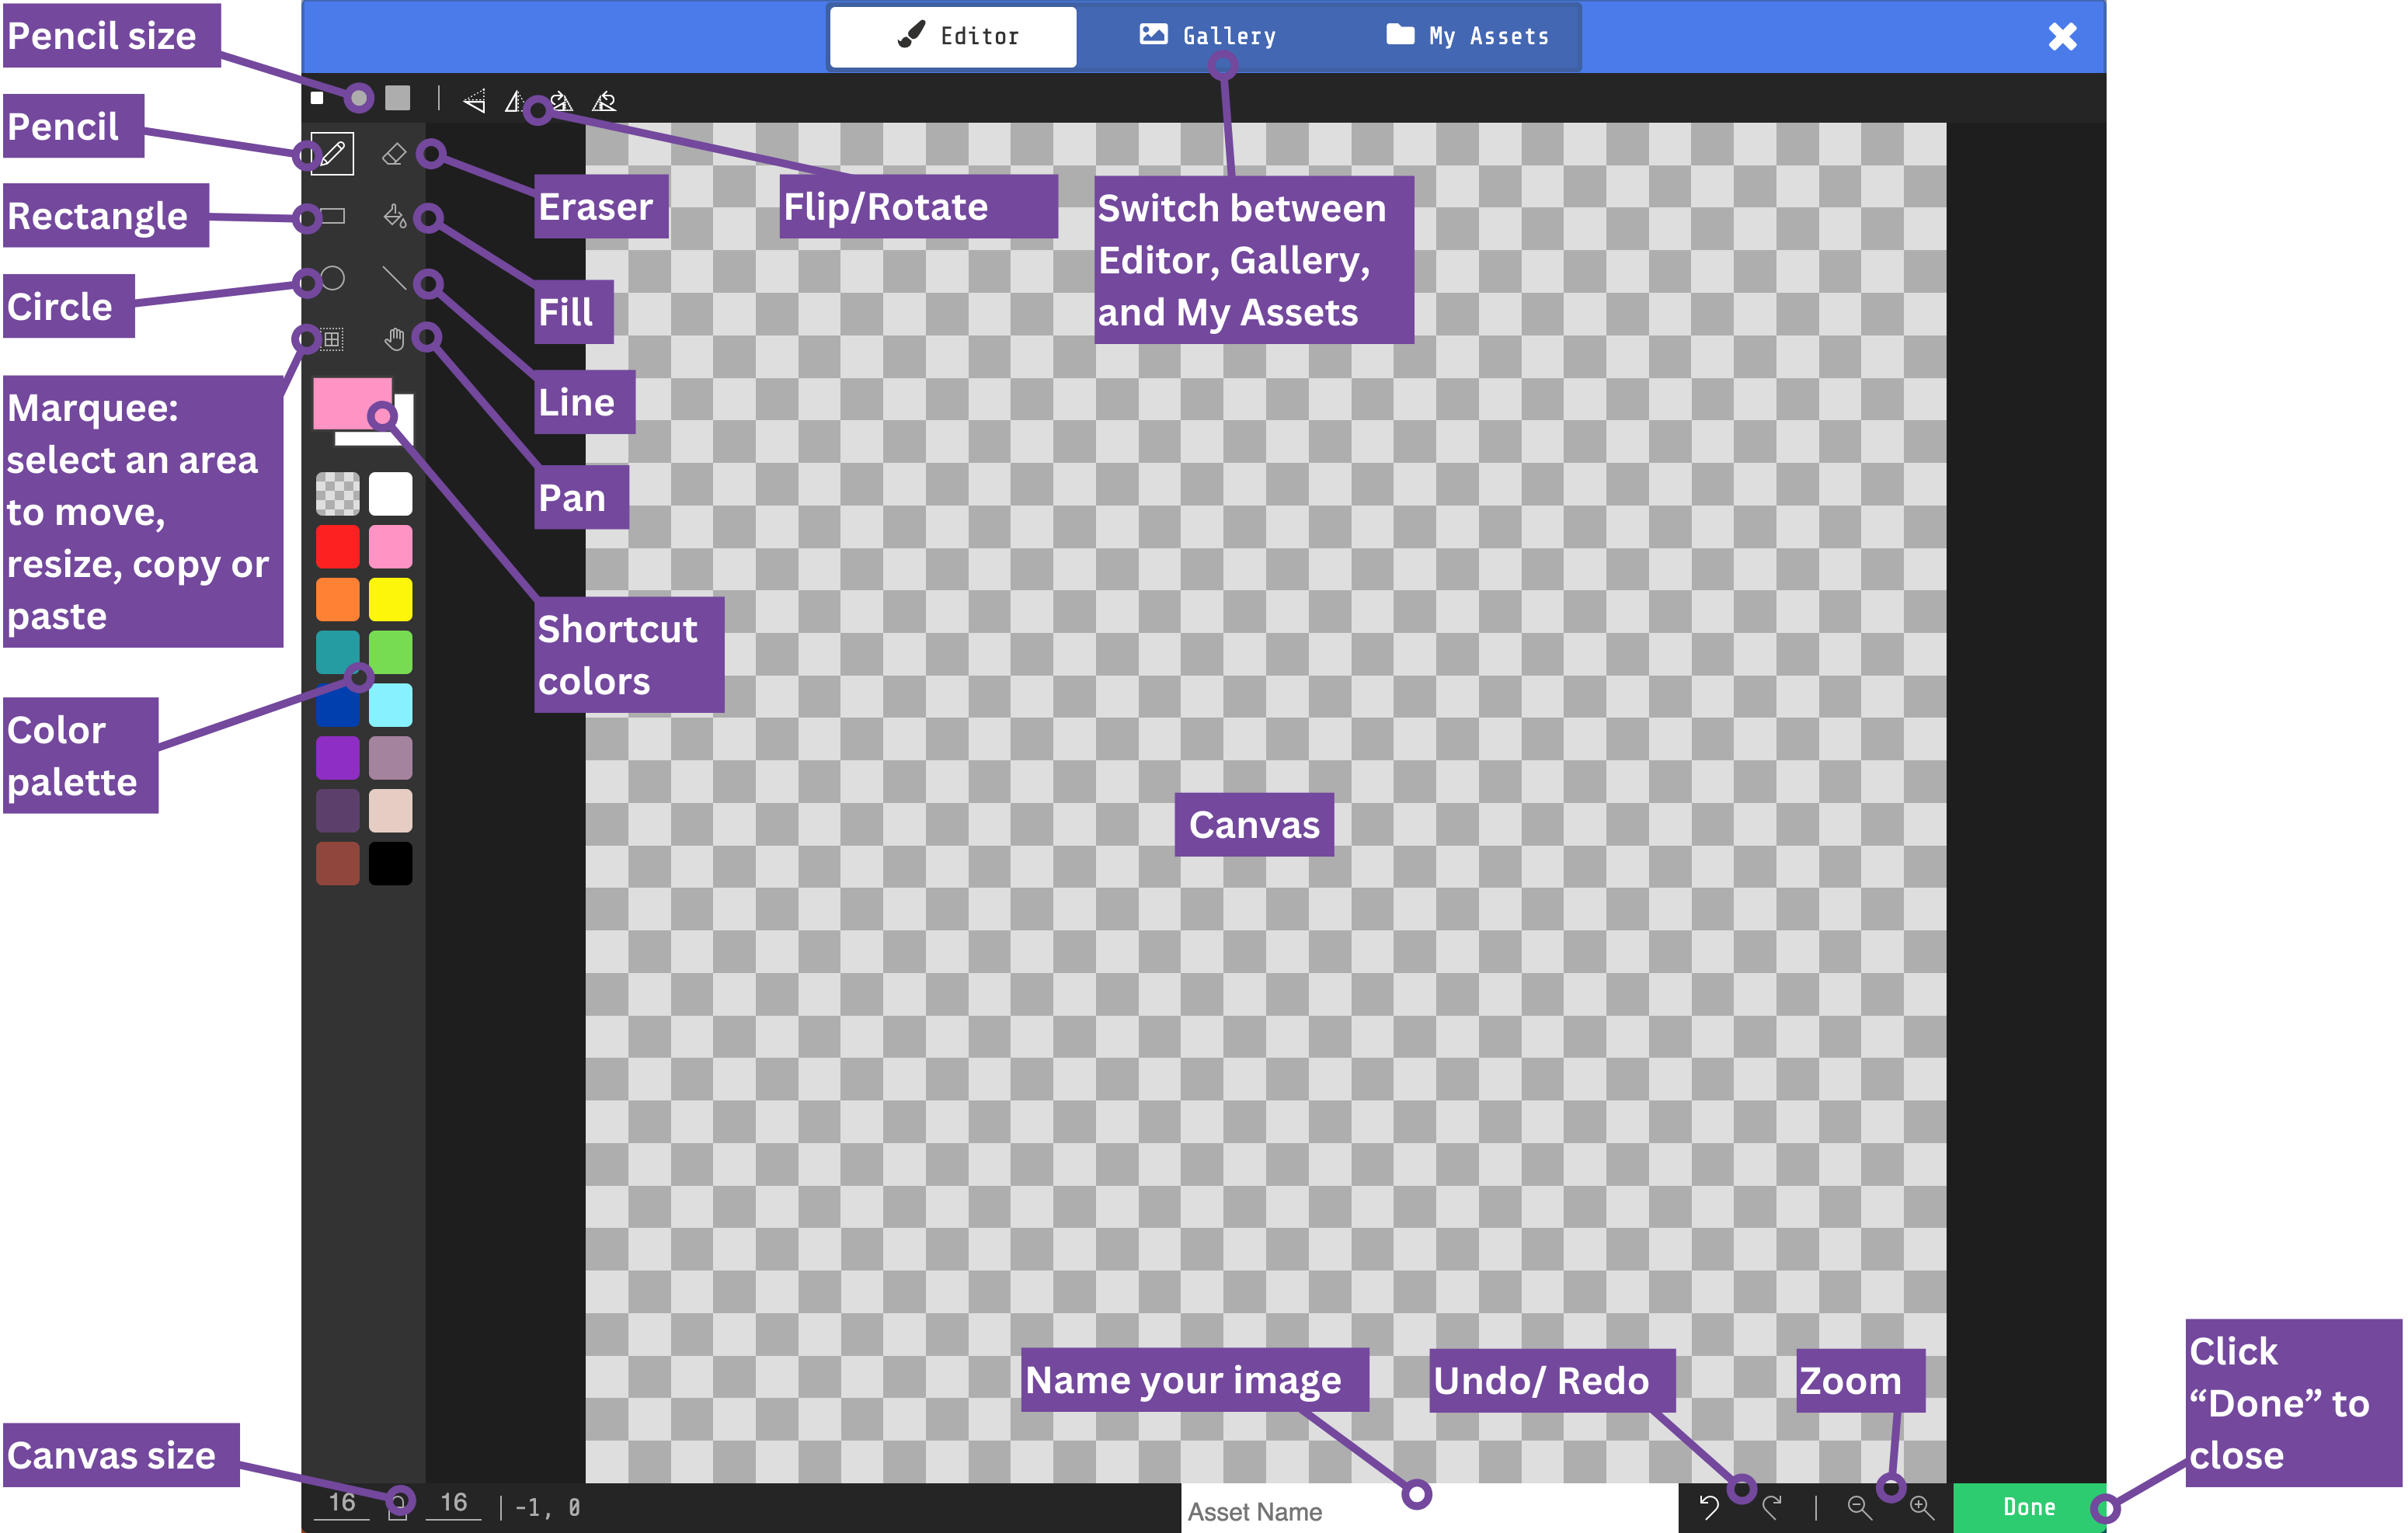 Pencil size
Editor
Gallery
My Assets
Pencil
Rectangle
Circle
Marquee:
select an area
to move,
resize, copy or
paste
Color
palette
Eraser
Flip/Rotate
Switch between
Editor, Gallery,
and My Assets
Fill
Line
Pan
Shortcut
colors
Canvas
Name your image
Undo/ Redo
Zoom
Click
“Done” to
close
Canvas size
16
16
-1, 0
Asset Name
Done